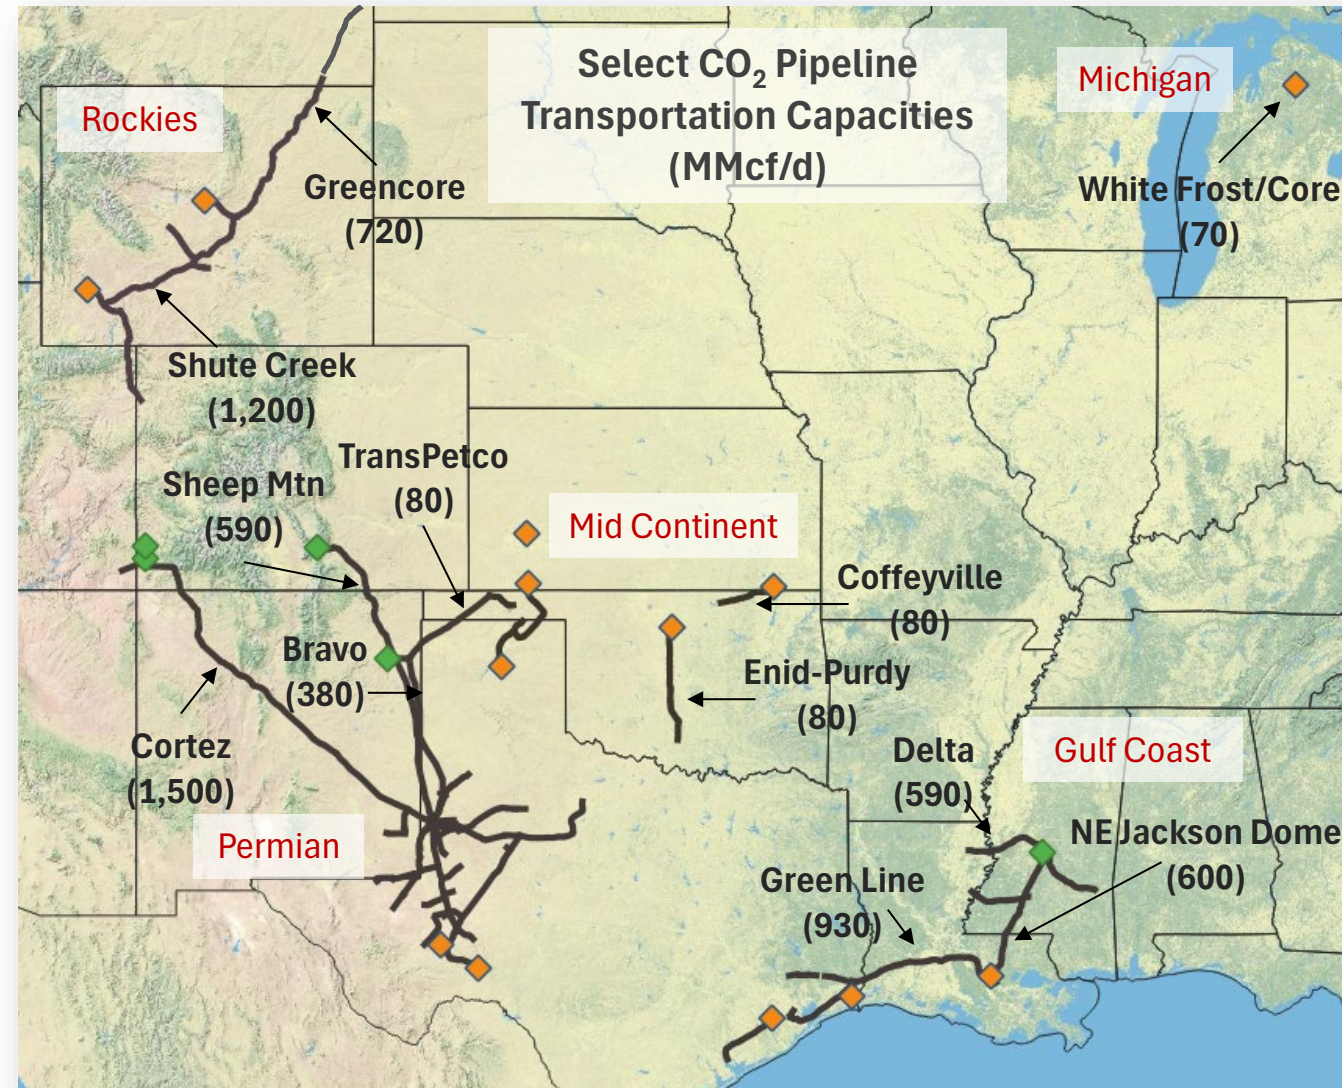 Select CO₂ Pipeline
Transportation Capacities
(MMcf/d)
Rockies
Michigan
Greencore
(720)
White Frost/Core
(70)
Shute Creek
(1,200)
TransPetco
(80)
Sheep Mtn
(590)
Mid Continent
Coffeyville
(80)
Bravo
(380)
Enid-Purdy
(80)
Cortez
(1,500)
Delta
(590)
Gulf Coast
Permian
NE Jackson Dome
(600)
Green Line
(930)